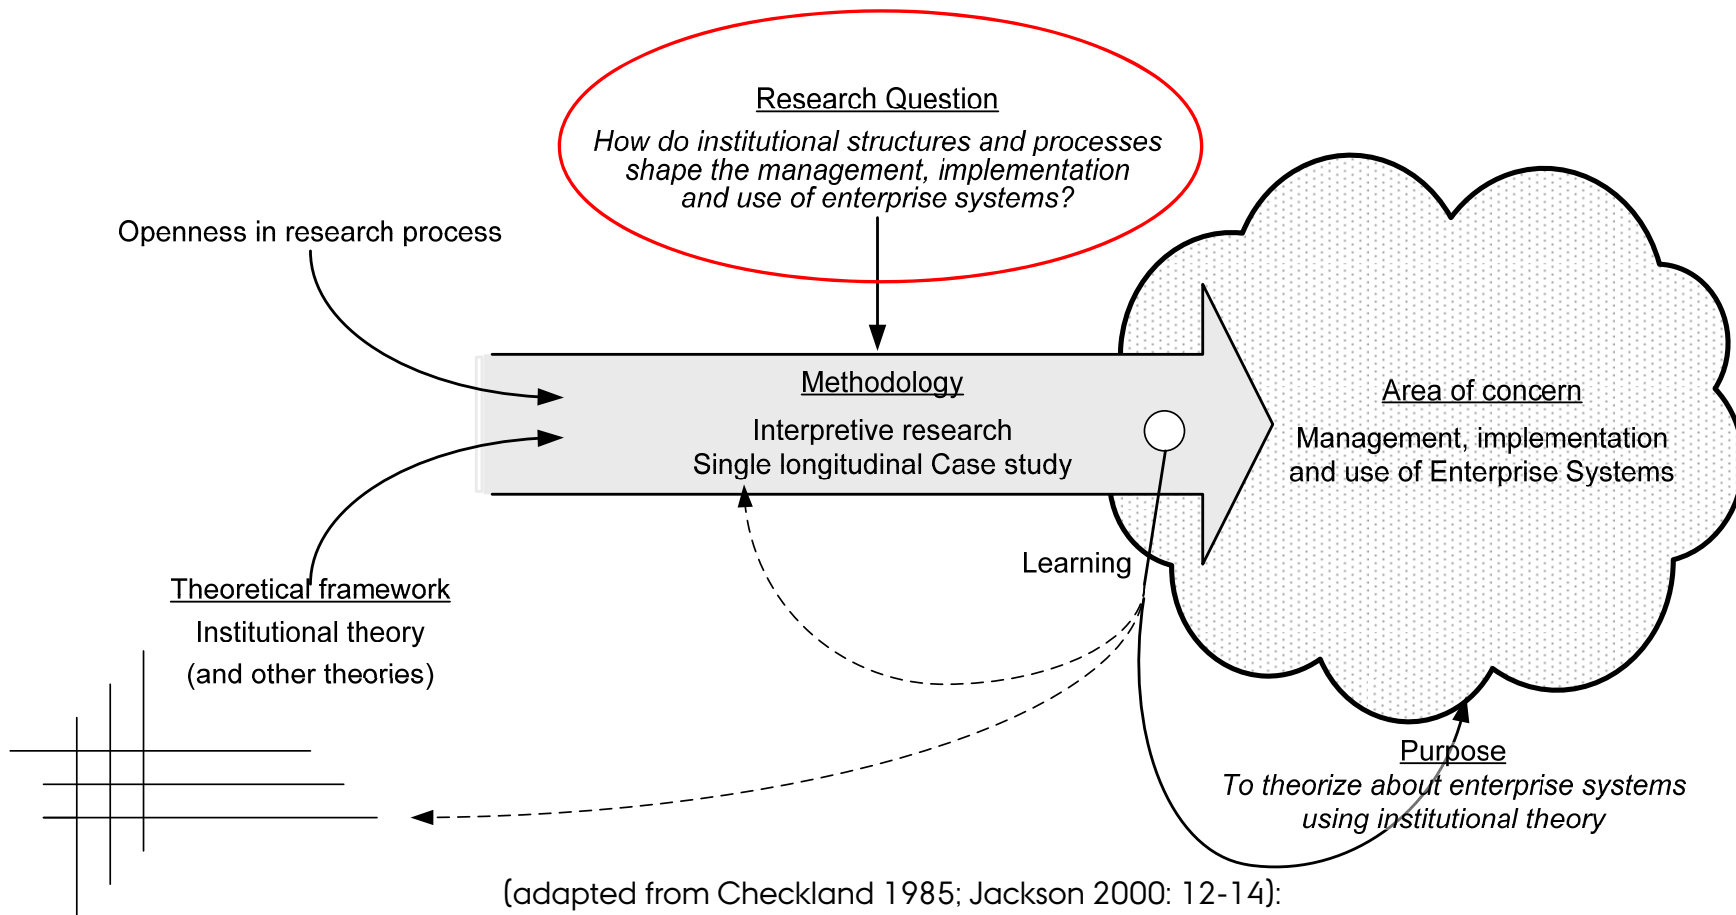 Research Question
How do institutional structures and processes
shape the management, implementation
and use of enterprise systems?
Openness in research process
Methodology
Interpretive research
Single longitudinal Case study
Area of concern
Management, implementation
and use of Enterprise Systems
Learning
Theoretical framework
Institutional theory
(and other theories)
Purpose
To theorize about enterprise systems
using institutional theory
(adapted from Checkland 1985; Jackson 2000: 12-14):